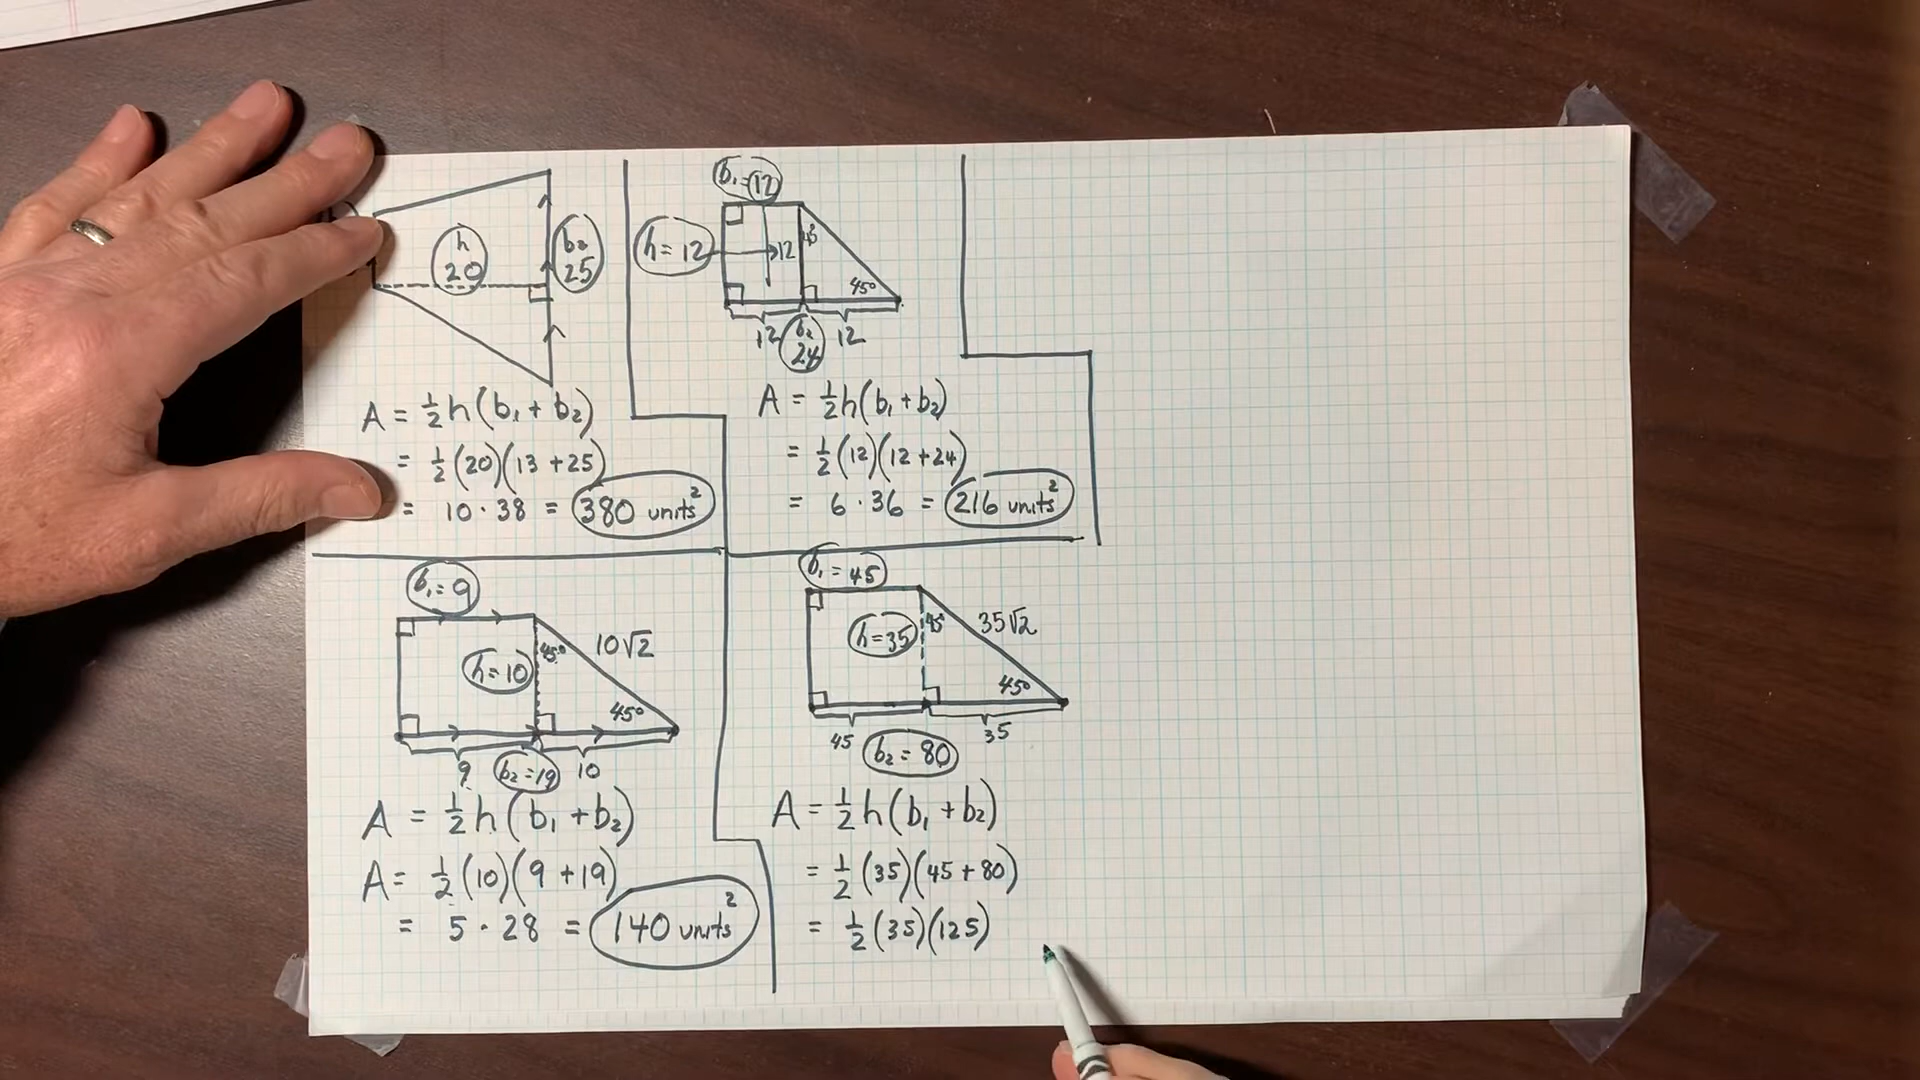 h
20
b₂
25
A = ½h(b₁ + b₂)
= ½(20)(13 + 25)
= 10 · 38 = 380 units²
b₁ = 12
h = 12
12
45°
12
b₂
24
12
A = ½h(b₁ + b₂)
= ½(12)(12 + 24)
= 6 · 36 = 216 units²
b₁ = 9
10√2
45°
h = 10
45°
9
b₂ = 19
10
A = ½h(b₁ + b₂)
A = ½(10)(9 + 19)
= 5 · 28 = 140 units²
b₁ = 45
45°
35√2
h = 35
45°
45
35
b₂ = 80
A = ½h(b₁ + b₂)
= ½(35)(45 + 80)
= ½(35)(125)